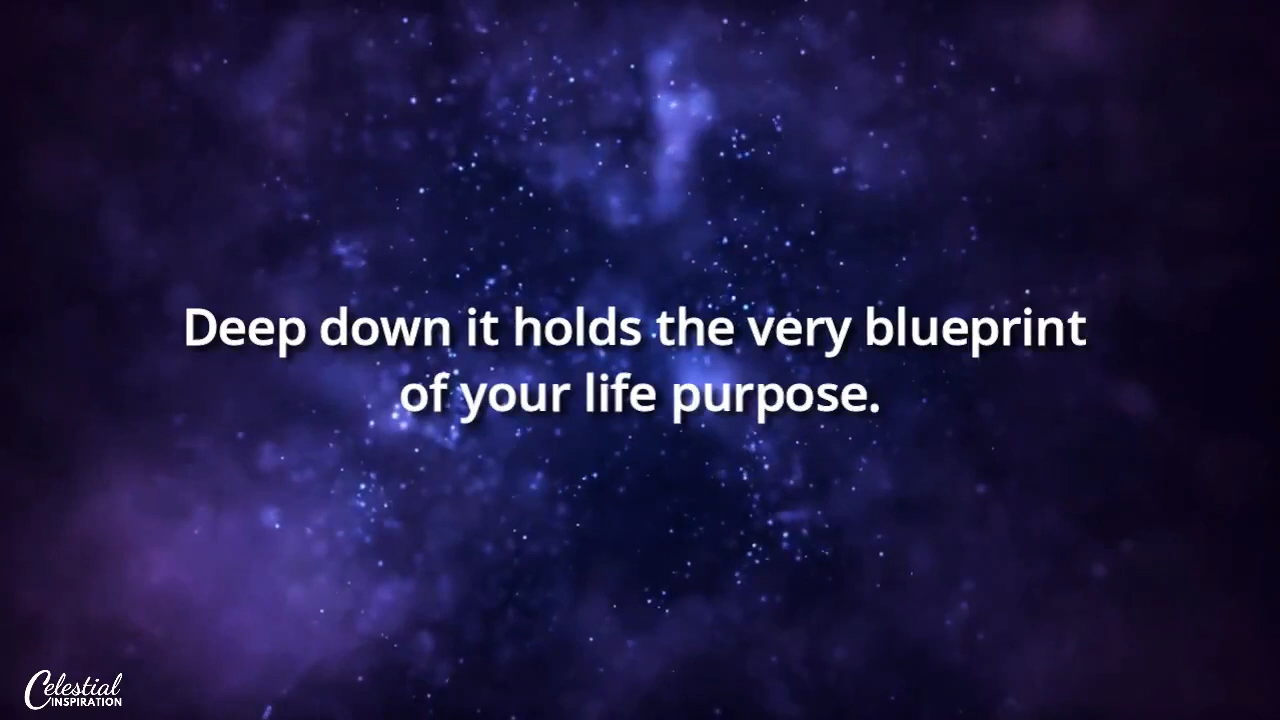 Deep down it holds the very blueprint
of your life purpose.
Celestial
INSPIRATION